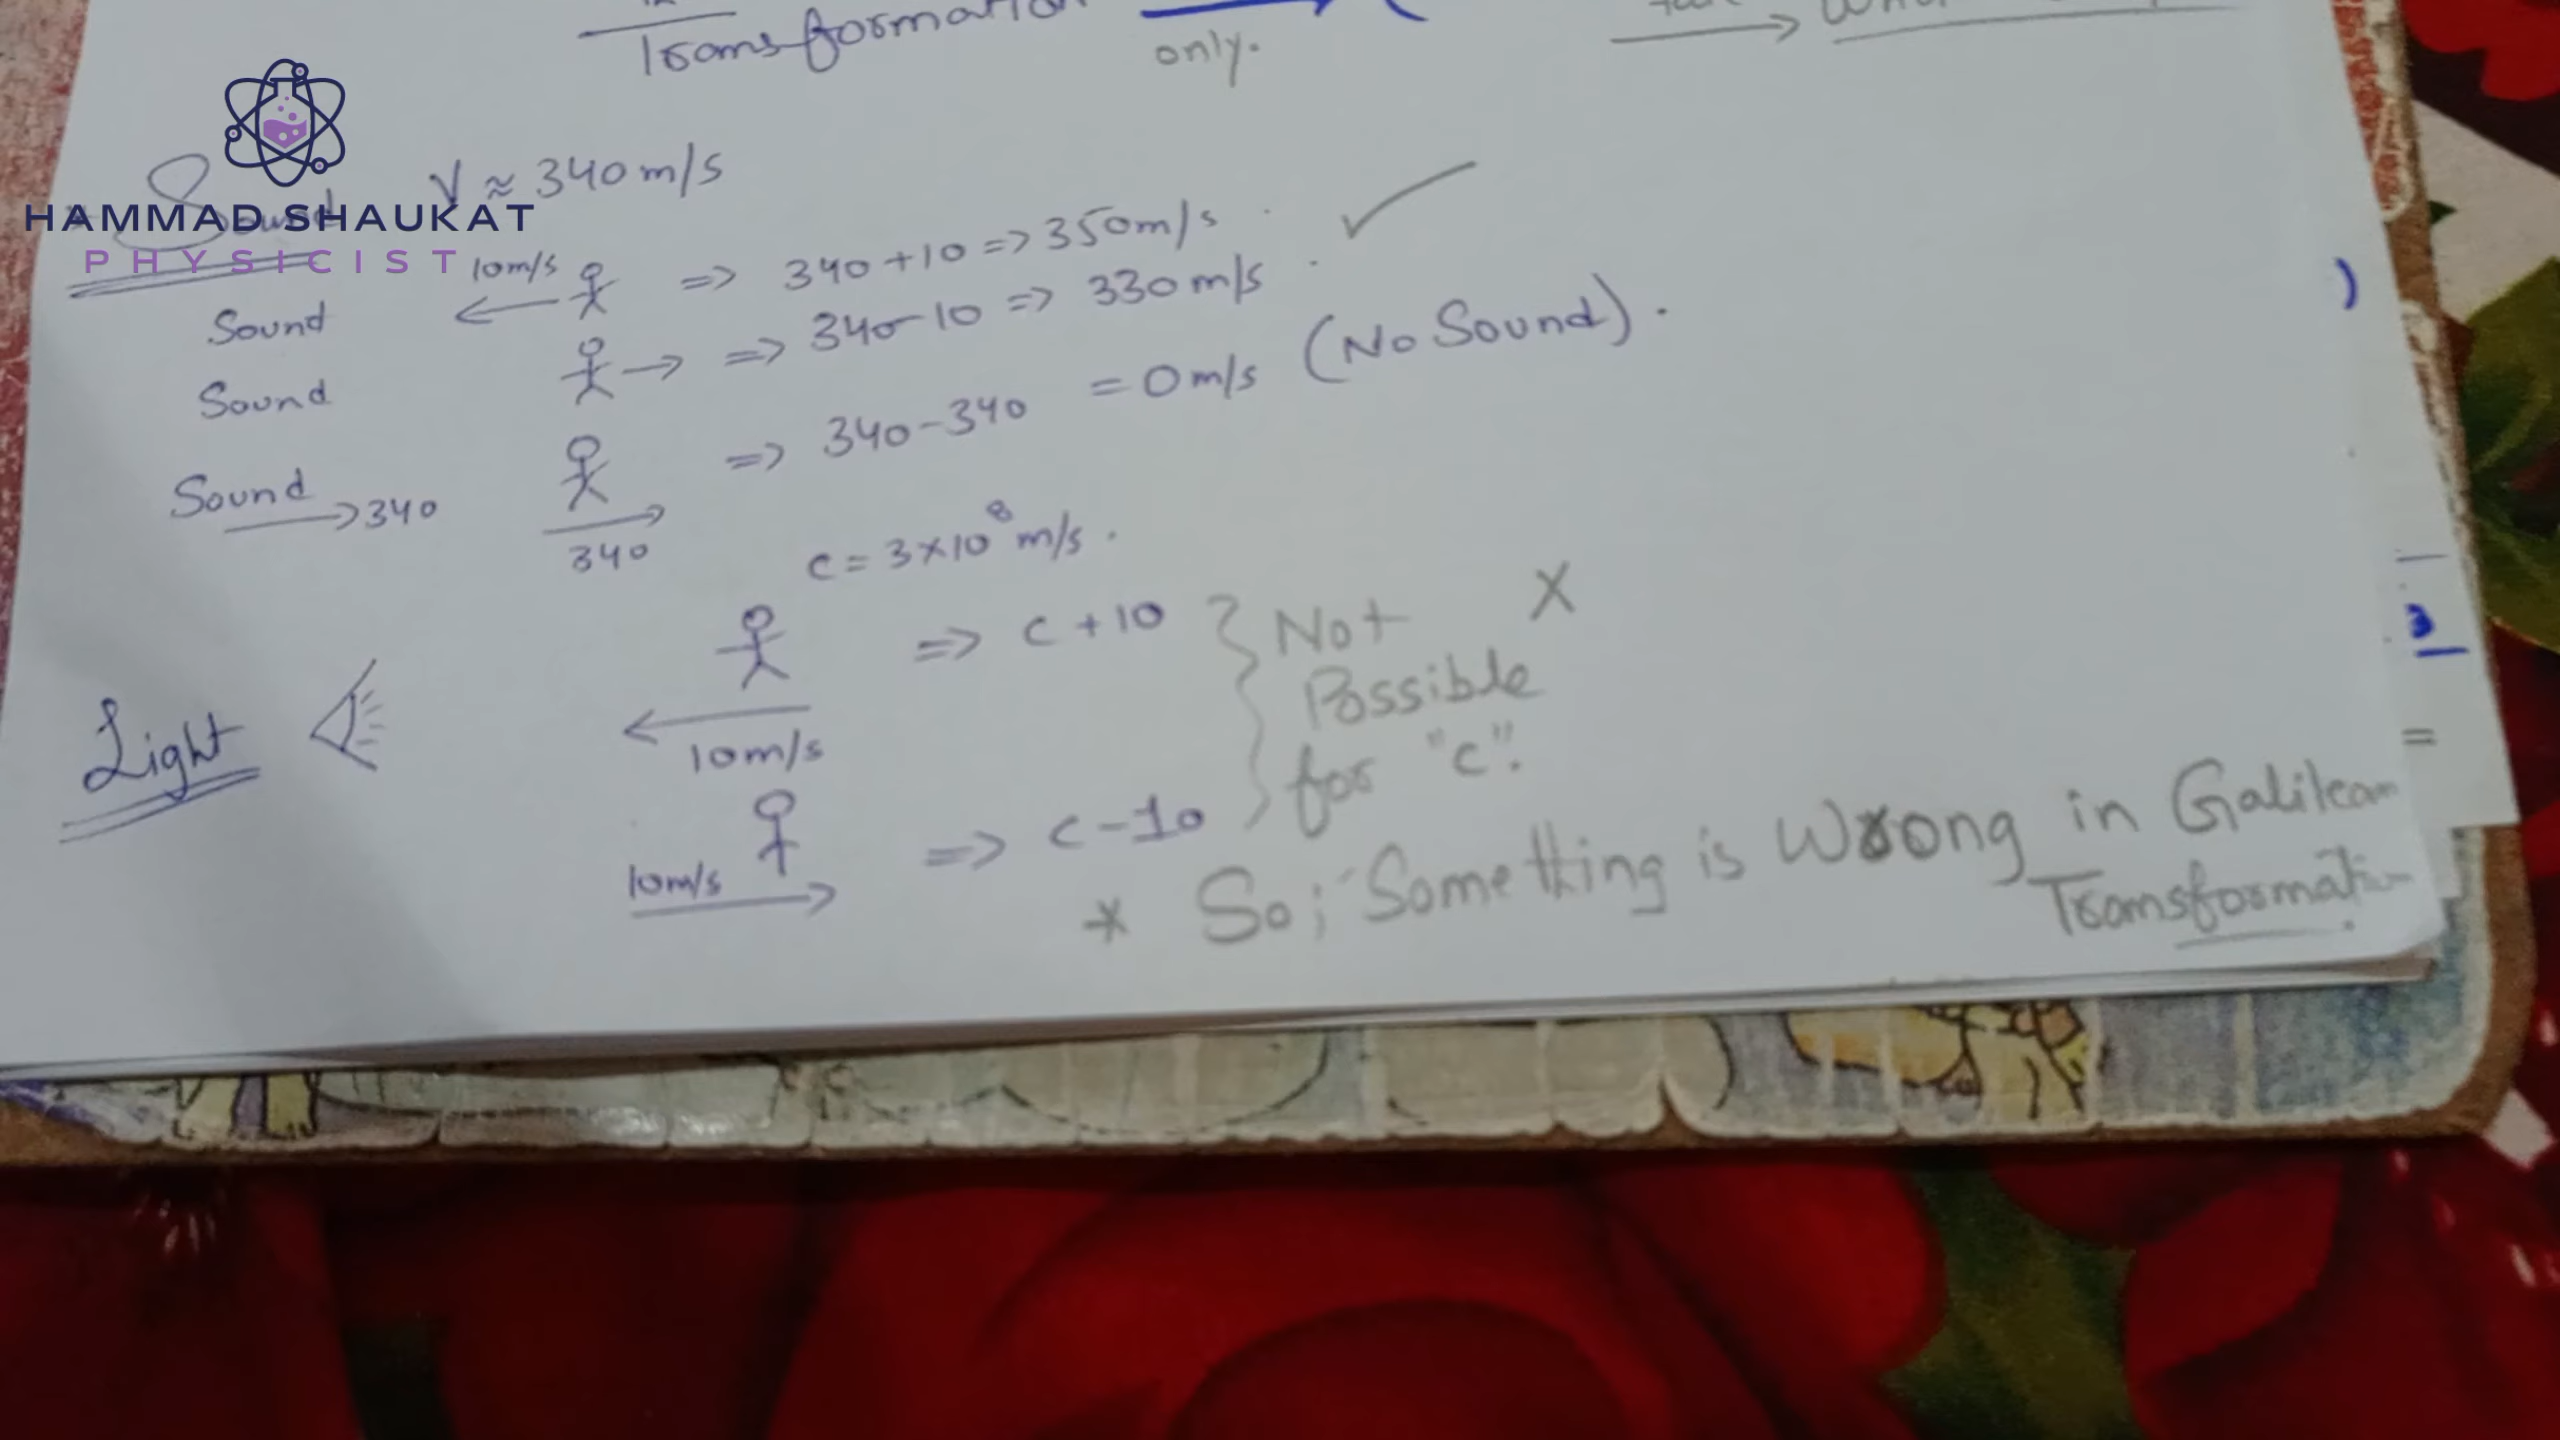 Transformation
only.
HAMMAD SHAUKAT
PHYSICIST
Sound V ≈ 340 m/s
Sound 10m/s => 340 + 10 => 350 m/s
Sound => 340 - 10 => 330 m/s.
Sound → 340 340 => 340 - 340 = 0 m/s (No Sound).
c = 3 × 10⁸ m/s.
Light 10m/s => c + 10
10m/s => c - 10
Not
Possible
for "c".
X
* So; Something is Wrong in Galilean
Transformation